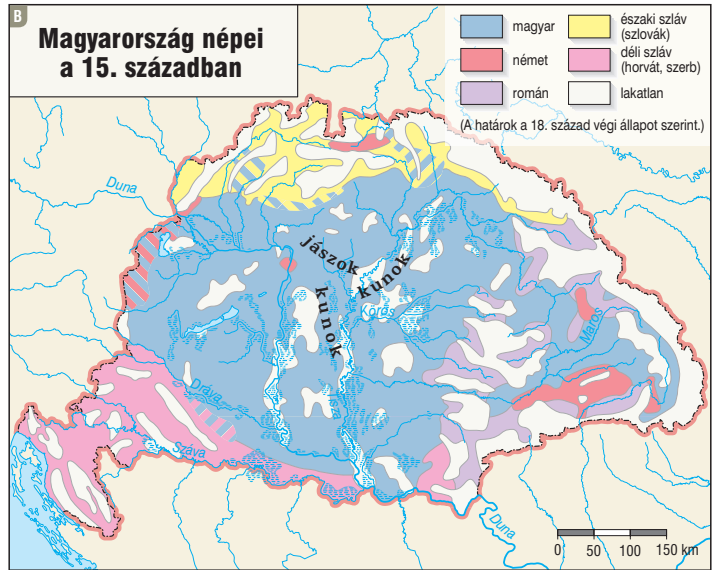 B
Magyarország népei
a 15. században
magyar
német
román
északi szláv
(szlovák)
déli szláv
(horvát, szerb)
lakatlan
(A határok a 18. század végi állapot szerint.)
Duna
jászok
kunok
kunok
Körös
Maros
Tisza
Dráva
Száva
Duna
0 50 100 150 km